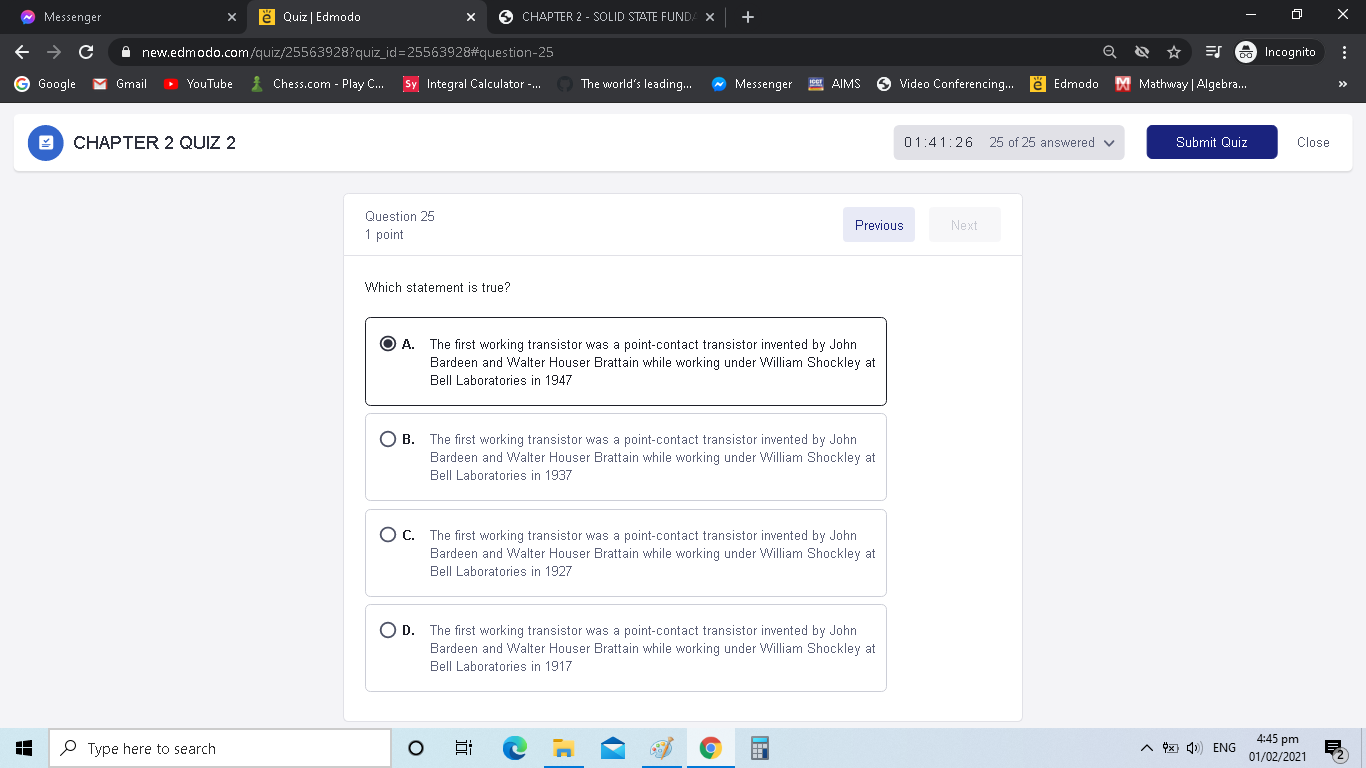 Messenger
Quiz | Edmodo
CHAPTER 2 - SOLID STATE FUNDA
new.edmodo.com/quiz/25563928?quiz_id=25563928#question-25
Incognito
Google
Gmail
YouTube
Chess.com - Play C...
Sy
Integral Calculator -...
The world's leading...
Messenger
AIMS
Video Conferencing...
Edmodo
Mathway | Algebra...
»
CHAPTER 2 QUIZ 2
01:41:26 25 of 25 answered
Submit Quiz
Close
Question 25
1 point
Previous
Next
Which statement is true?
A. The first working transistor was a point-contact transistor invented by John
Bardeen and Walter Houser Brattain while working under William Shockley at
Bell Laboratories in 1947
B. The first working transistor was a point-contact transistor invented by John
Bardeen and Walter Houser Brattain while working under William Shockley at
Bell Laboratories in 1937
C. The first working transistor was a point-contact transistor invented by John
Bardeen and Walter Houser Brattain while working under William Shockley at
Bell Laboratories in 1927
D. The first working transistor was a point-contact transistor invented by John
Bardeen and Walter Houser Brattain while working under William Shockley at
Bell Laboratories in 1917
Type here to search
ENG
4:45 pm
01/02/2021
2